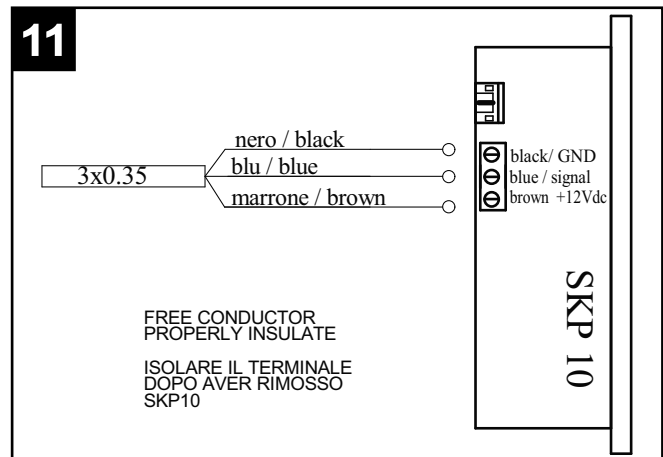 11
nero / black
blu / blue
3x0.35
marrone / brown
black/ GND
blue / signal
brown +12Vdc
SKP 10
FREE CONDUCTOR
PROPERLY INSULATE
ISOLARE IL TERMINALE
DOPO AVER RIMOSSO
SKP10